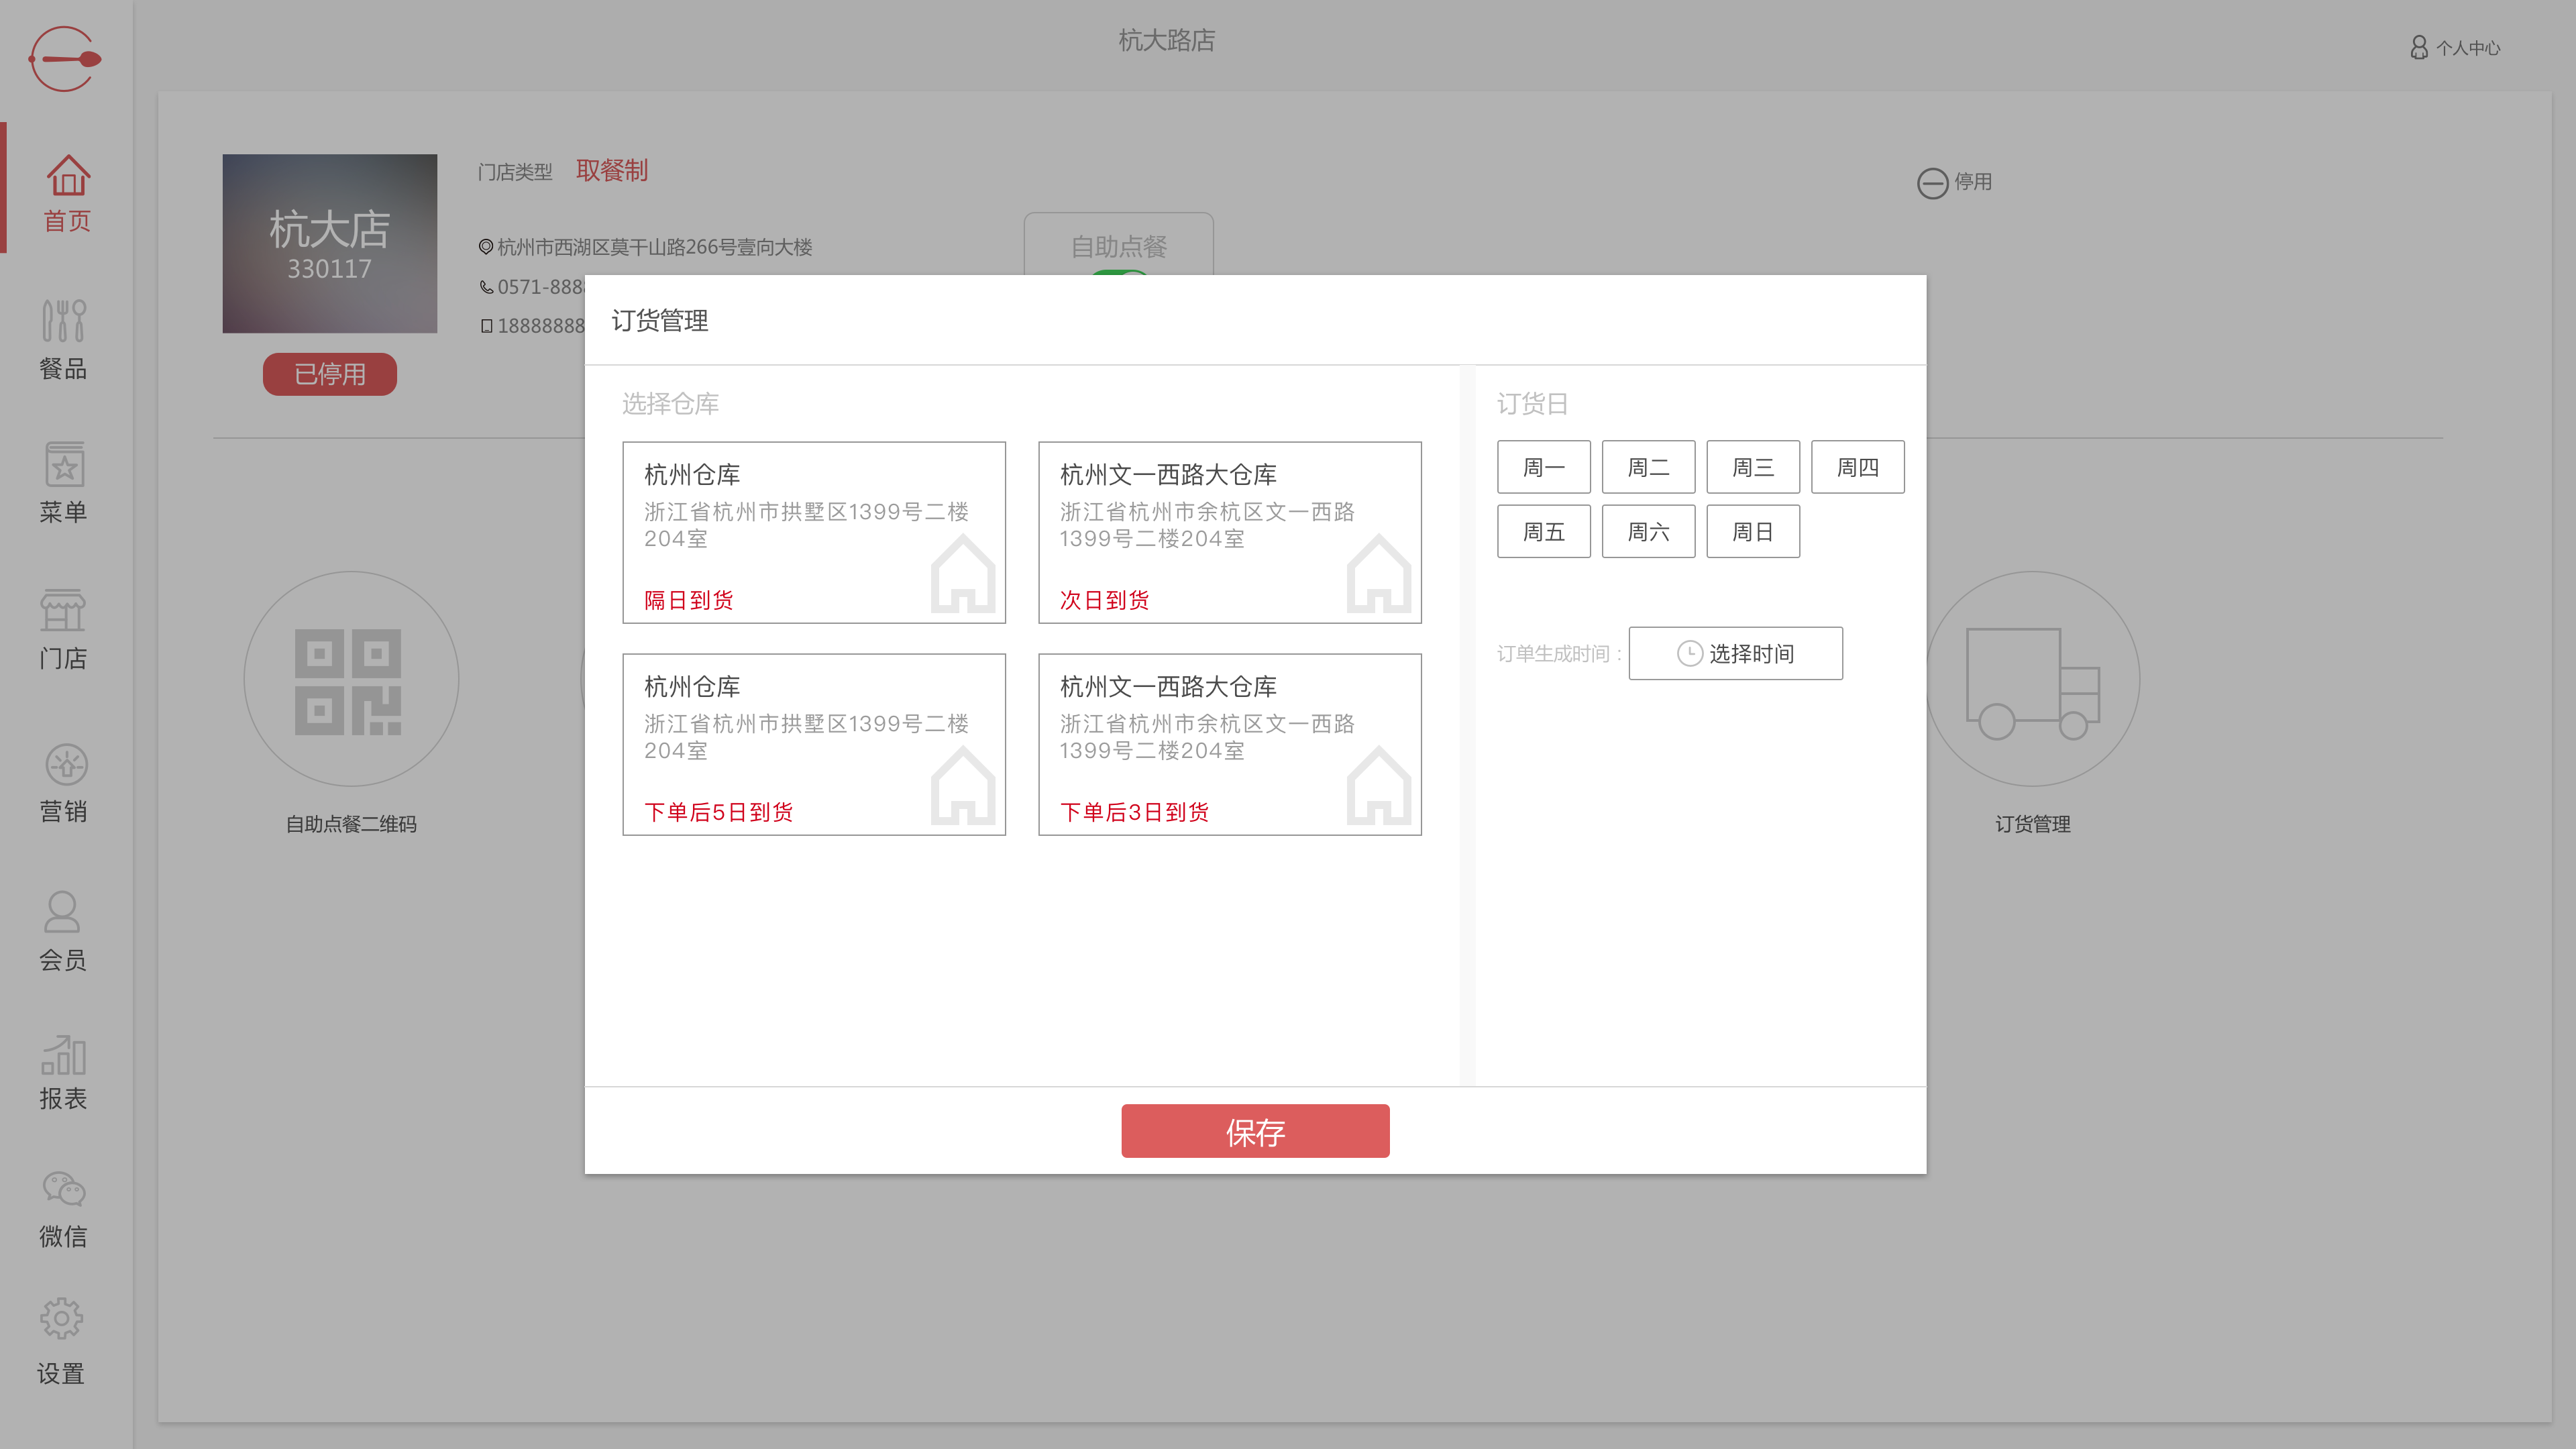 杭大路店
个人中心
首页
餐品
菜单
门店
营销
会员
报表
微信
设置
杭大店
330117
已停用
门店类型 取餐制
杭州市西湖区莫干山路266号壹向大楼
0571-888
18888888
自助点餐
停用
自助点餐二维码
订货管理
订货管理
选择仓库
杭州仓库
浙江省杭州市拱墅区1399号二楼
204室
隔日到货
杭州文一西路大仓库
浙江省杭州市余杭区文一西路
1399号二楼204室
次日到货
杭州仓库
浙江省杭州市拱墅区1399号二楼
204室
下单后5日到货
杭州文一西路大仓库
浙江省杭州市余杭区文一西路
1399号二楼204室
下单后3日到货
订货日
周一 周二 周三 周四
周五 周六 周日
订单生成时间： 选择时间
保存